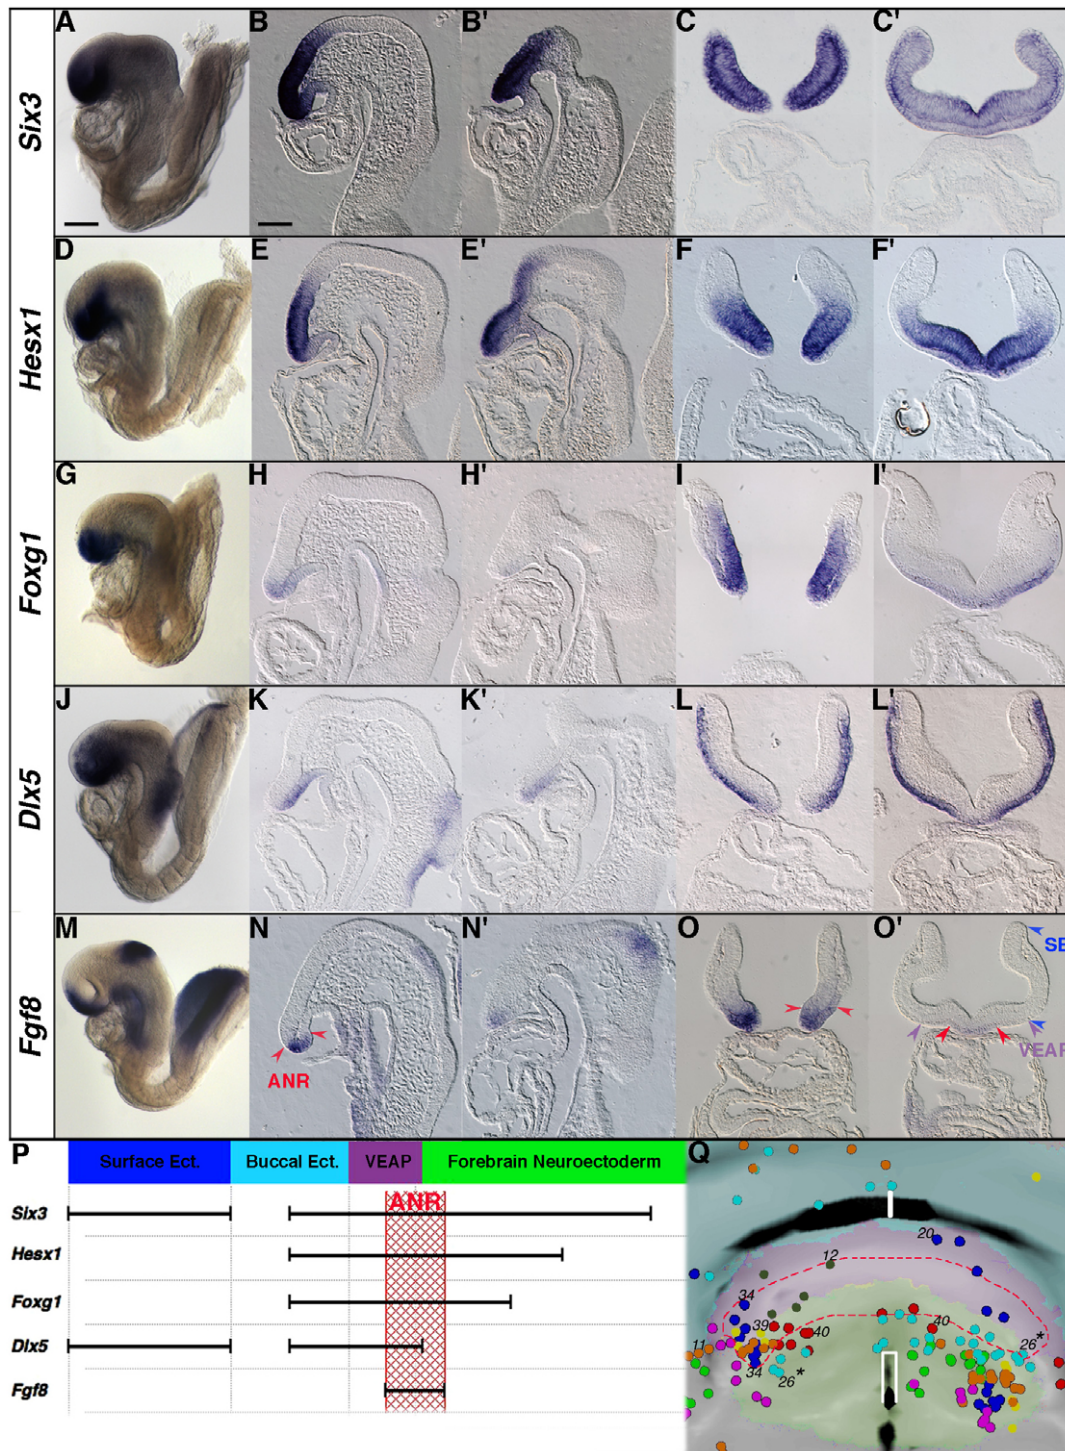 A B B' C C'
Six3
D E E' F F'
Hesx1
G H H' I I'
Foxg1
J K K' L L'
Dlx5
M N N' O O'
Fgf8
ANR
SE
VEAP
P Surface Ect. Buccal Ect. VEAP Forebrain Neuroectoderm Q
ANR
Six3
Hesx1
Foxg1
Dlx5
Fgf8
20
12
34
39
40
40
11
34
26*
26*